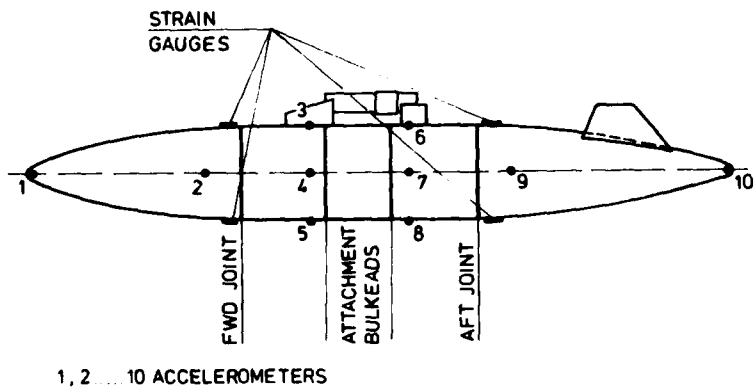 STRAIN
GAUGES
3
6
1
2
4
7
9
10
5
8
FWD JOINT
ATTACHMENT
BULKEADS
AFT JOINT
1, 2 .... 10 ACCELEROMETERS